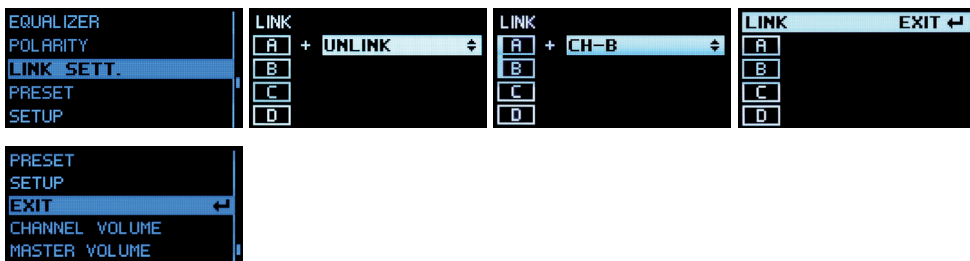 EQUALIZER
POLARITY
LINK SETT.
PRESET
SETUP
LINK
A + UNLINK
B
C
D
LINK
A + CH-B
B
C
D
LINK EXIT
A
B
C
D
PRESET
SETUP
EXIT
CHANNEL VOLUME
MASTER VOLUME